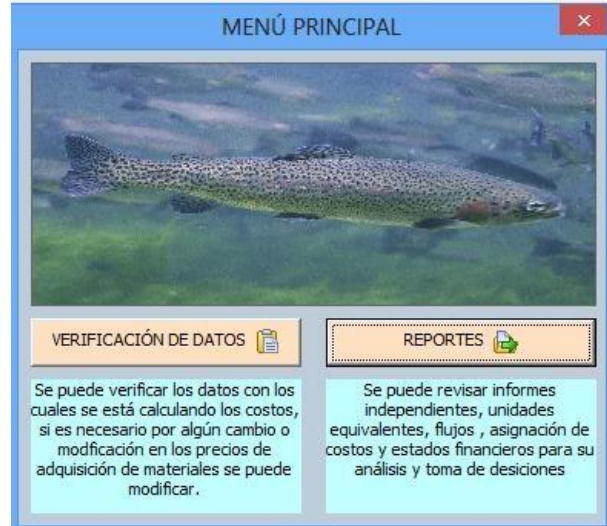 MENÚ PRINCIPAL
VERIFICACIÓN DE DATOS
REPORTES
Se puede verificar los datos con los
cuales se está calculando los costos,
si es necesario por algún cambio o
modficación en los precios de
adquisición de materiales se puede
modificar.
Se puede revisar informes
independientes, unidades
equivalentes, flujos , asignación de
costos y estados financieros para su
análisis y toma de desiciones